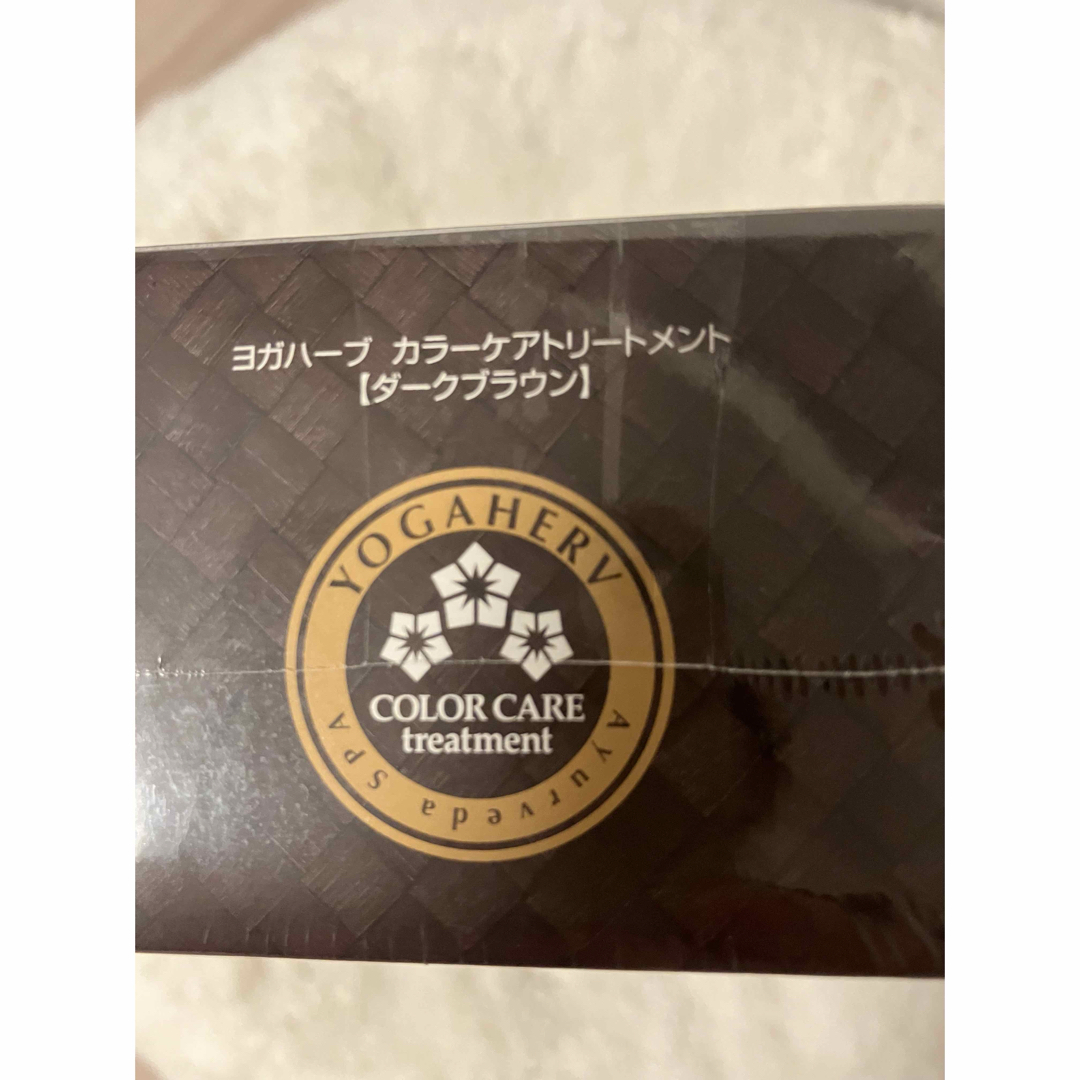 ヨガハーブ カラーケアトリートメント
【ダークブラウン】
YOGAHERV
COLOR CARE
treatment
Ayurveda SPA